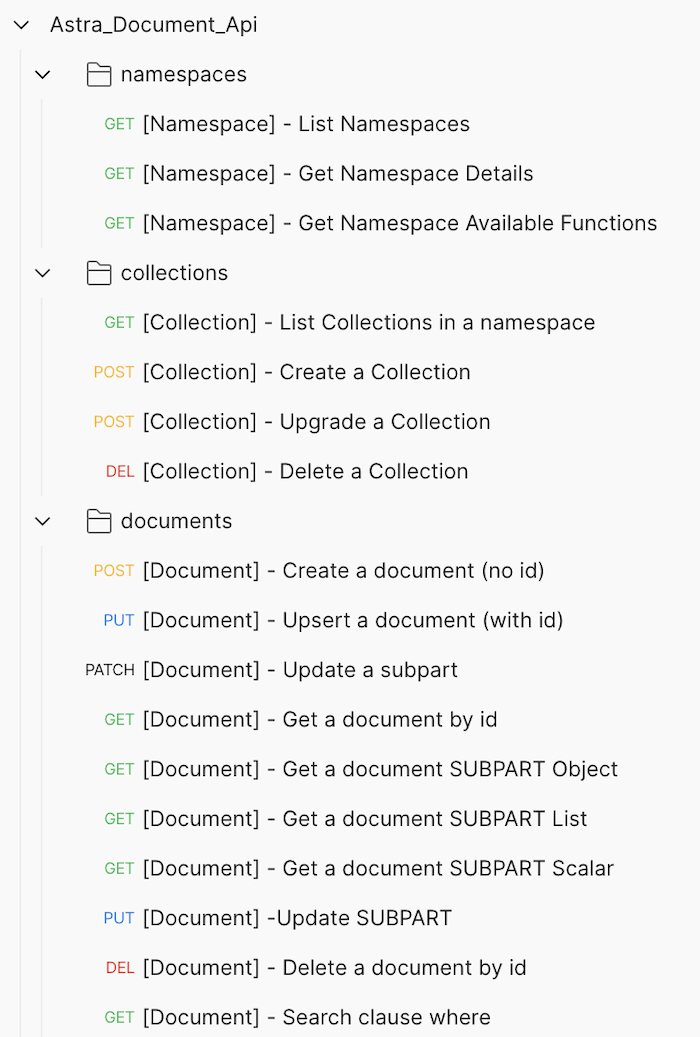 Astra_Document_Api
namespaces
GET [Namespace] - List Namespaces
GET [Namespace] - Get Namespace Details
GET [Namespace] - Get Namespace Available Functions
collections
GET [Collection] - List Collections in a namespace
POST [Collection] - Create a Collection
POST [Collection] - Upgrade a Collection
DEL [Collection] - Delete a Collection
documents
POST [Document] - Create a document (no id)
PUT [Document] - Upsert a document (with id)
PATCH [Document] - Update a subpart
GET [Document] - Get a document by id
GET [Document] - Get a document SUBPART Object
GET [Document] - Get a document SUBPART List
GET [Document] - Get a document SUBPART Scalar
PUT [Document] -Update SUBPART
DEL [Document] - Delete a document by id
GET [Document] - Search clause where